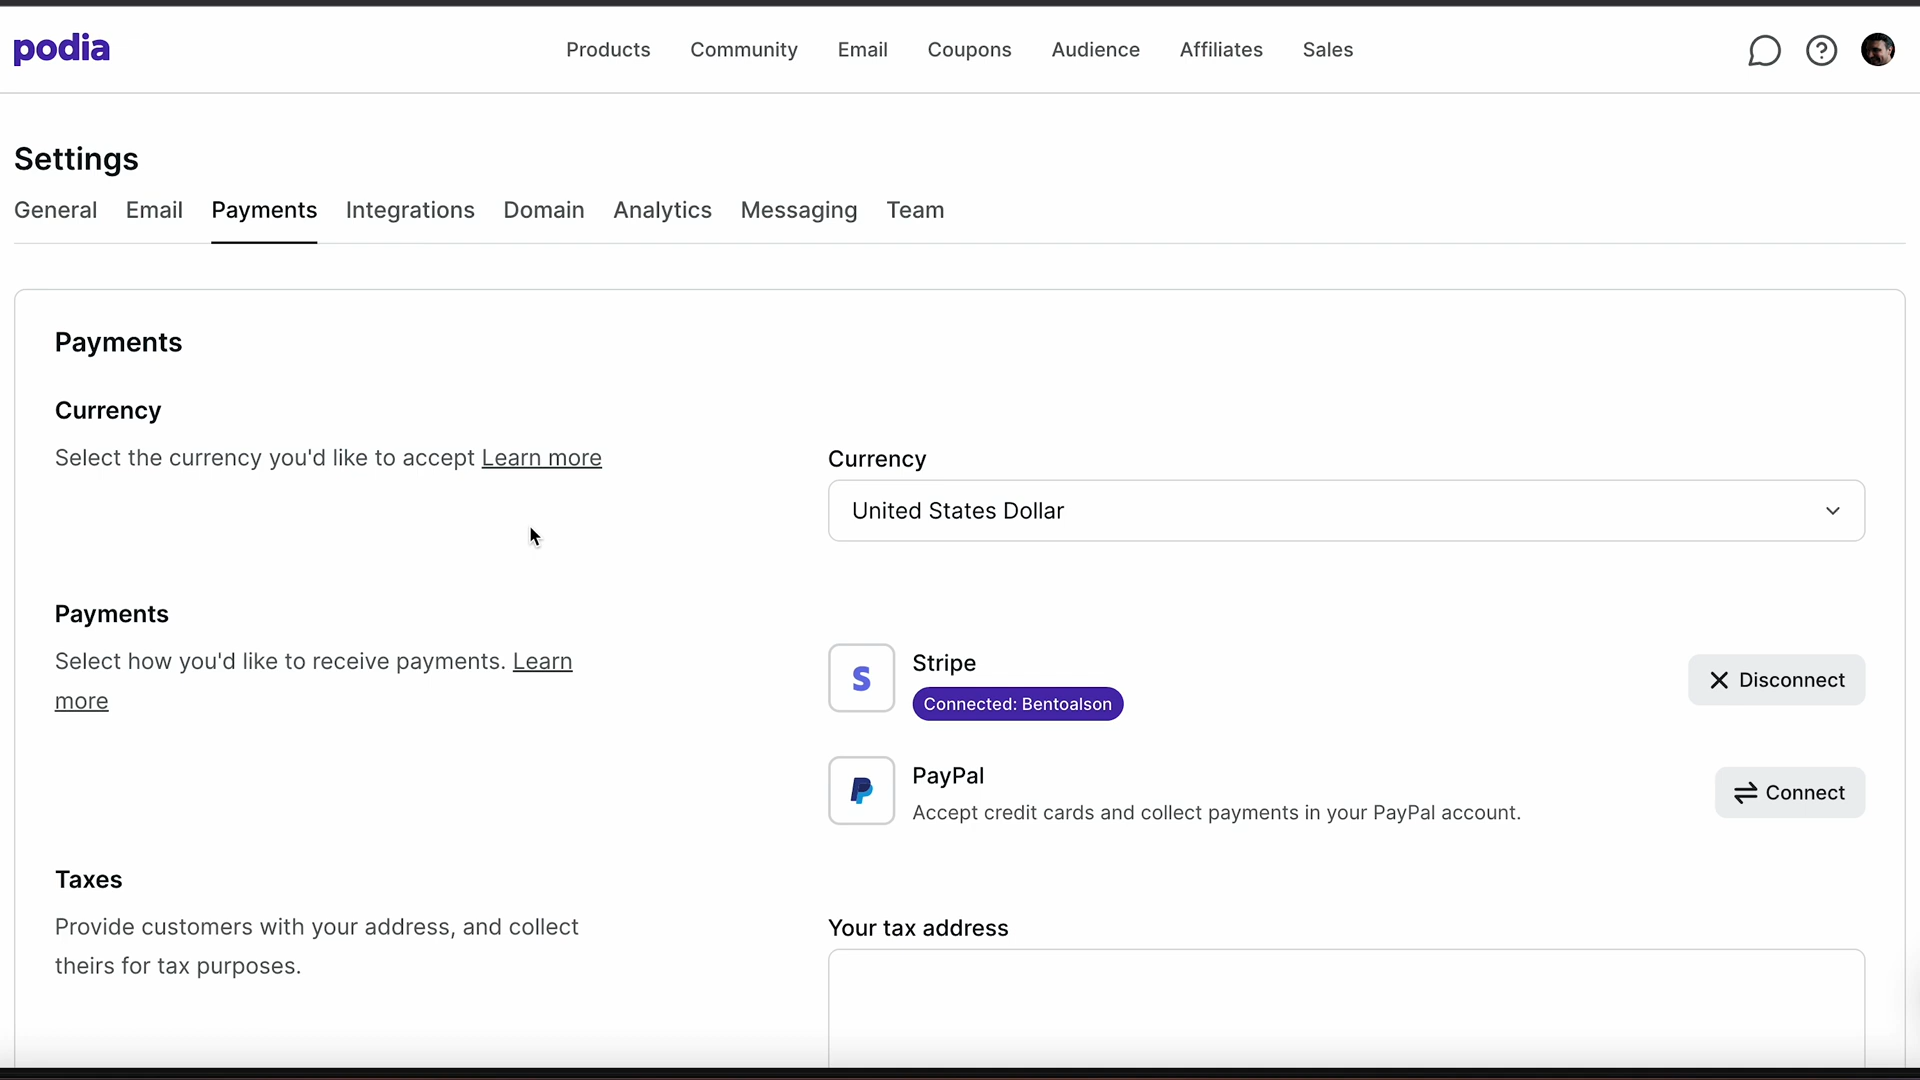 podia
Products Community Email Coupons Audience Affiliates Sales
Settings
General Email Payments Integrations Domain Analytics Messaging Team
Payments
Currency
Select the currency you'd like to accept Learn more
Currency
United States Dollar
Payments
Select how you'd like to receive payments. Learn
more
Stripe
Connected: Bentoalson
Disconnect
PayPal
Accept credit cards and collect payments in your PayPal account.
Connect
Taxes
Provide customers with your address, and collect
theirs for tax purposes.
Your tax address